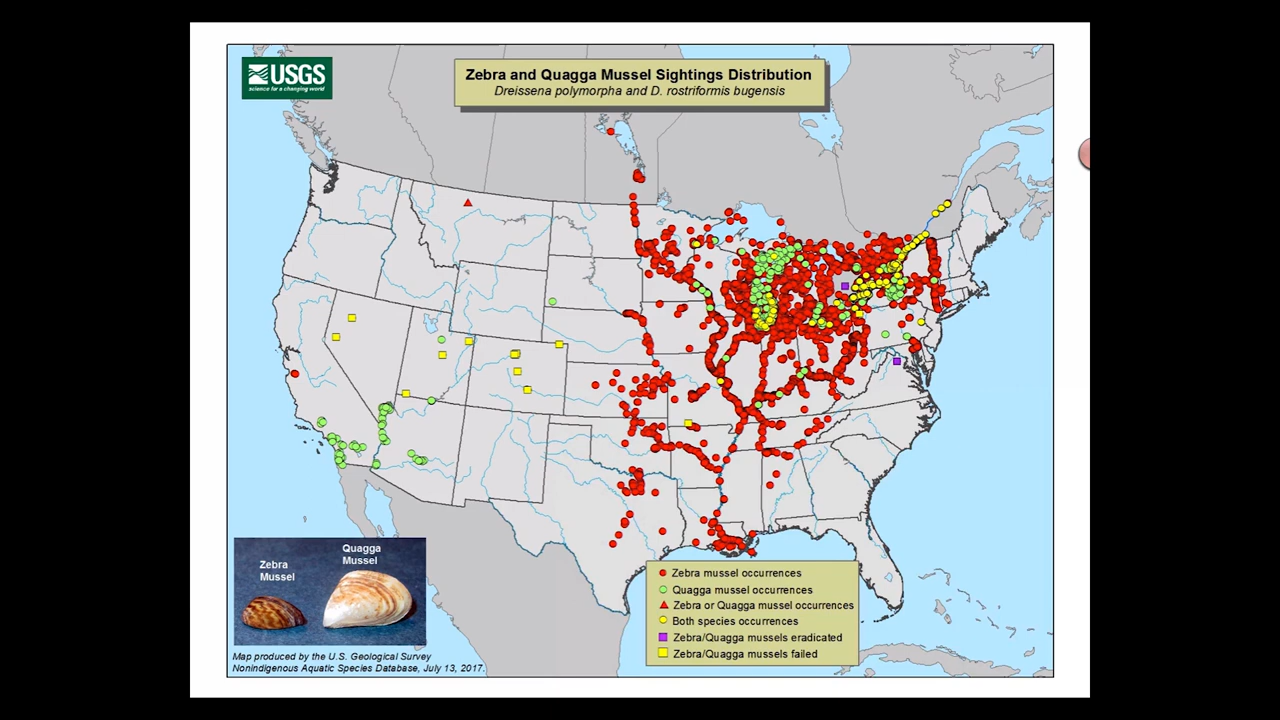 USGS
science for a changing world
Zebra and Quagga Mussel Sightings Distribution
Dreissena polymorpha and D. rostriformis bugensis
Zebra
Mussel
Quagga
Mussel
Zebra mussel occurrences
Quagga mussel occurrences
Zebra or Quagga mussel occurrences
Both species occurrences
Zebra/Quagga mussels eradicated
Zebra/Quagga mussels failed
Map produced by the U.S. Geological Survey
Nonindigenous Aquatic Species Database, July 13, 2017.